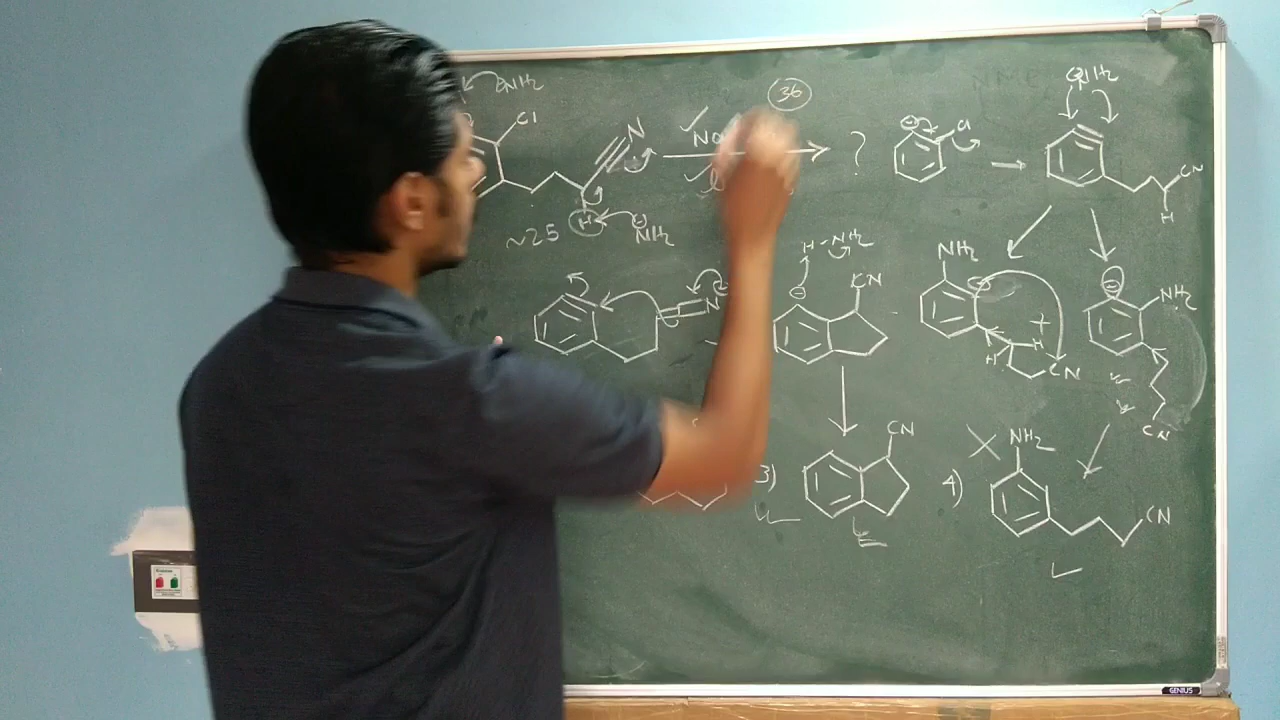 36
NH₂
Cl
N
Na
?
Cl
NH₂
CN
H
H
~25
NH₂
N
H-NH₂
CN
NH₂
H
H
CN
NH₂
CN
3)
CN
4)
NH₂
CN
GENIUS